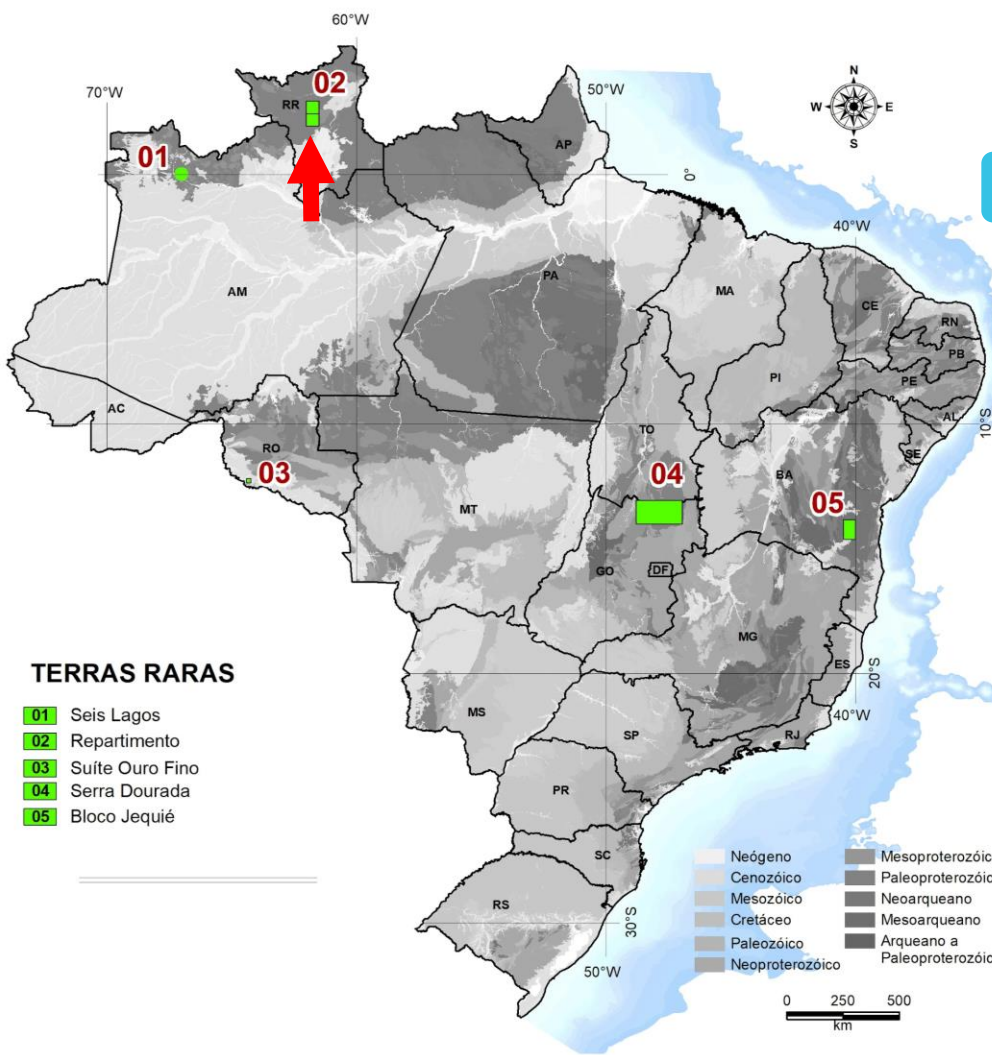 60°W
70°W
50°W
02
RR
N
W
E
S
01
AP
0°
40°W
AM
PA
MA
CE
RN
PB
PI
PE
AC
AL
TO
10°S
RO
SE
03
04
BA
05
MT
GO
DF
MG
ES
20°S
TERRAS RARAS
01 Seis Lagos
MS
40°W
02 Repartimento
SP
RJ
03 Suíte Ouro Fino
04 Serra Dourada
PR
05 Bloco Jequié
SC
RS
30°S
50°W
Neógeno
Cenozóico
Mesozóico
Cretáceo
Paleozóico
Neoproterozóico
Mesoproterozóic
Paleoproterozóic
Neoarqueano
Mesoarqueano
Arqueano a
Paleoproterozóic
0 250 500
km